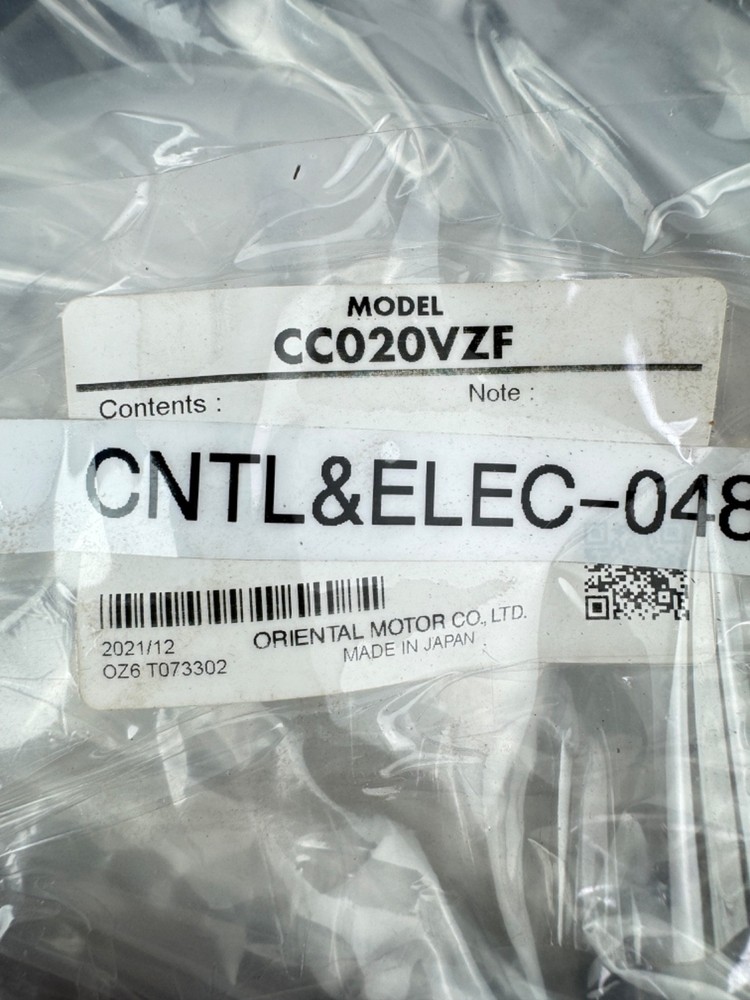 MODEL
CC020VZF
Contents :
Note :
CNTL&ELEC-048
2021/12
OZ6 T073302
ORIENTAL MOTOR CO., LTD.
MADE IN JAPAN